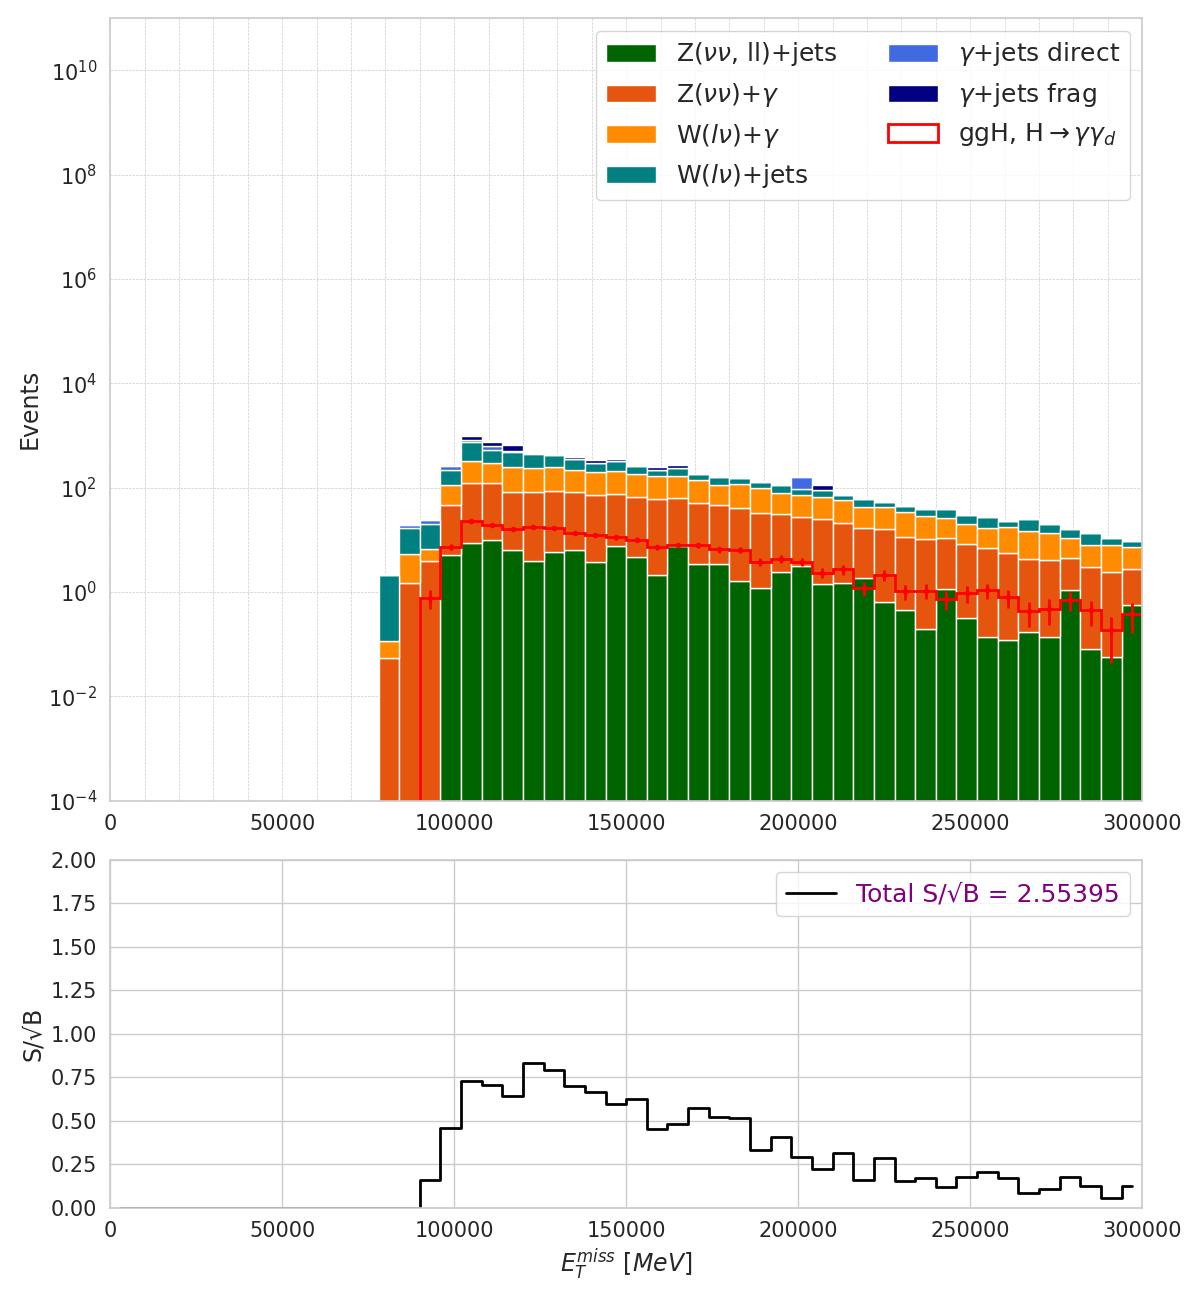 Events
10^10
10^8
10^6
10^4
10^2
10^0
10^−2
10^−4
Z(νν, ll)+jets
Z(νν)+γ
W(lν)+γ
W(lν)+jets
γ+jets direct
γ+jets frag
ggH, H→γγ_d
0 50000 100000 150000 200000 250000 300000
S/√B
2.00
1.75
1.50
1.25
1.00
0.75
0.50
0.25
0.00
Total S/√B = 2.55395
0 50000 100000 150000 200000 250000 300000
E_T^miss [MeV]